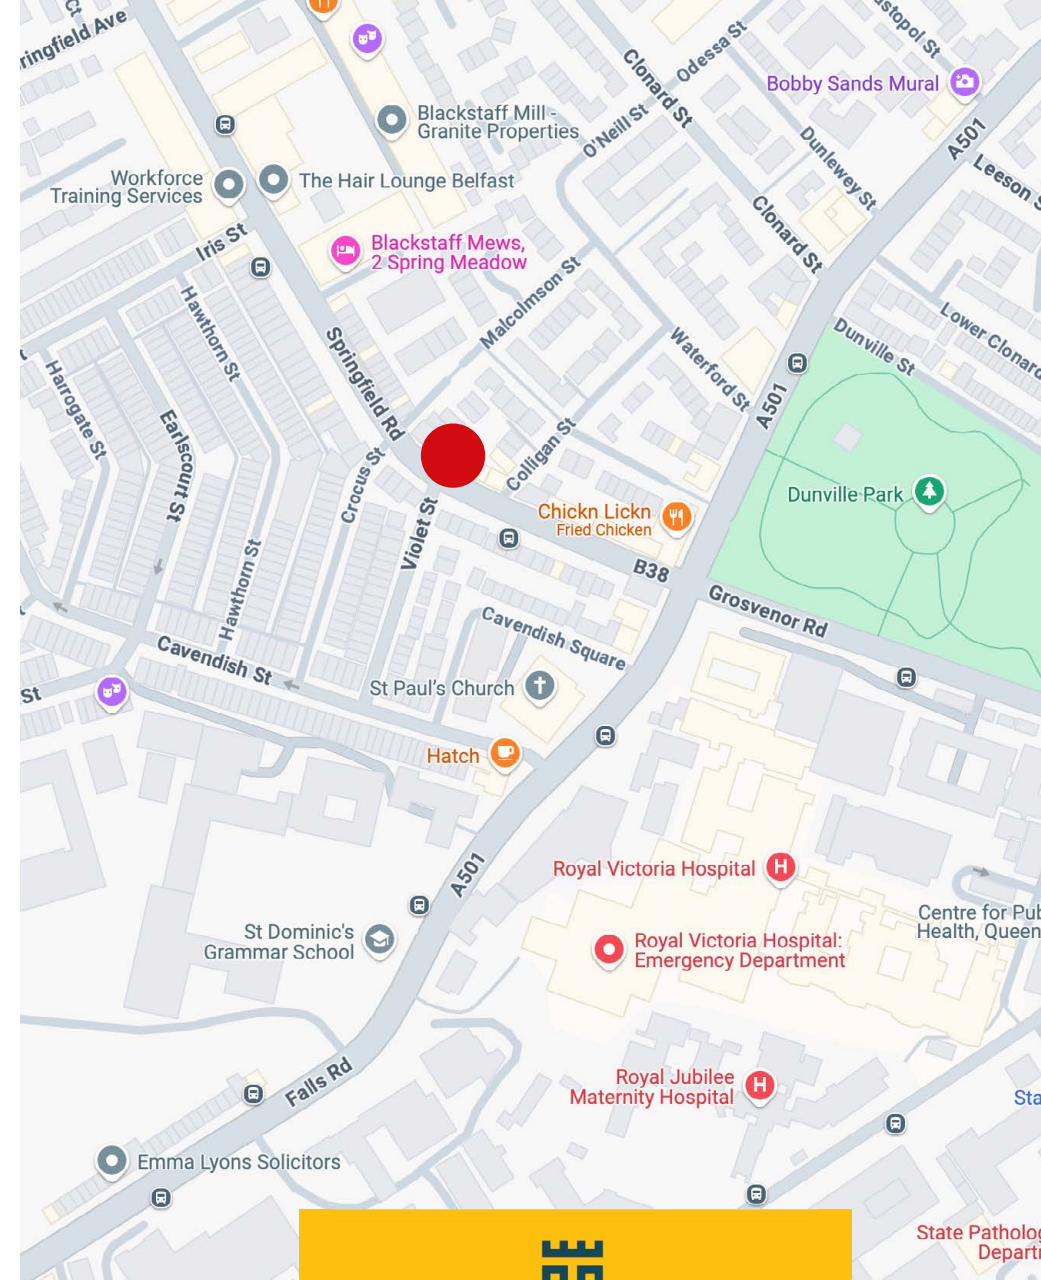 Ct
ringfield Ave
Clonard St
Odessa St
astopol St
Bobby Sands Mural
Blackstaff Mill -
Granite Properties
O'Neill St
Dunlewey St
A501
Leeson S
Workforce
Training Services
The Hair Lounge Belfast
Clonard St
Iris St
Blackstaff Mews,
2 Spring Meadow
Malcolmson St
Hawthorn St
Springfield Rd
Waterford St
Lower Clonard
Dunville St
Harrogate St
A501
Earlscourt St
Crocus St
Colligan St
Dunville Park
Chickn Lickn
Fried Chicken
Violet St
B38
Hawthorn St
Grosvenor Rd
Cavendish Square
Cavendish St
St
St Paul's Church
Hatch
A501
Royal Victoria Hospital
H
Centre for Pub
Health, Queen
St Dominic's
Grammar School
Royal Victoria Hospital:
Emergency Department
Falls Rd
Royal Jubilee
Maternity Hospital
H
Sta
Emma Lyons Solicitors
State Patholog
Departm